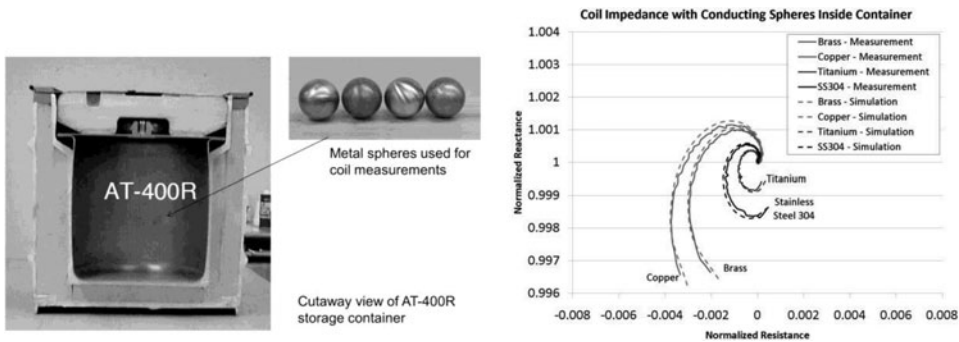 AT-400R
Metal spheres used for
coil measurements
Cutaway view of AT-400R
storage container
Coil Impedance with Conducting Spheres Inside Container
Normalized Reactance
1.004
1.003
1.002
1.001
1
0.999
0.998
0.997
0.996
Brass - Measurement
Copper - Measurement
Titanium - Measurement
SS304 - Measurement
Brass - Simulation
Copper - Simulation
Titanium - Simulation
SS304 - Simulation
Titanium
Stainless
Steel 304
Copper
Brass
-0.008 -0.006 -0.004 -0.002 0 0.002 0.004 0.006 0.008
Normalized Resistance